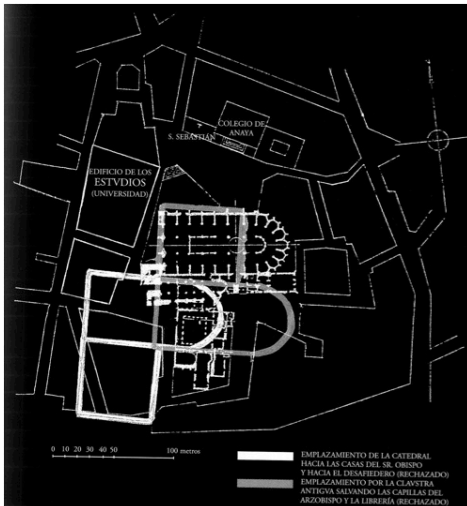 COLEGIO DE
ANAYA
S. SEBASTIÁN
EDIFICIO DE LOS
ESTVDIOS
(UNIVERSIDAD)
0 10 20 30 40 50 100 metros
EMPLAZAMIENTO DE LA CATEDRAL
HACIA LAS CASAS DEL SR. OBISPO
Y HACIA EL DESAFIEDERO (RECHAZADO)
EMPLAZAMIENTO POR LA CLAVSTRA
ANTIGVA SALVANDO LAS CAPILLAS DEL
ARZOBISPO Y LA LIBRERÍA (RECHAZADO)